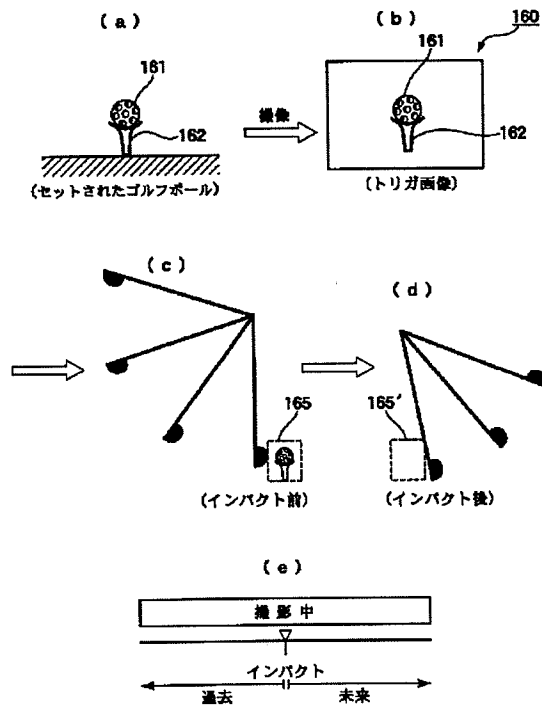 (a)
161
162
(セットされたゴルフボール)
撮像
(b)
160
161
162
(トリガ画像)
(c)
165
(インパクト前)
(d)
165′
(インパクト後)
(e)
撮影中
インパクト
過去
未来